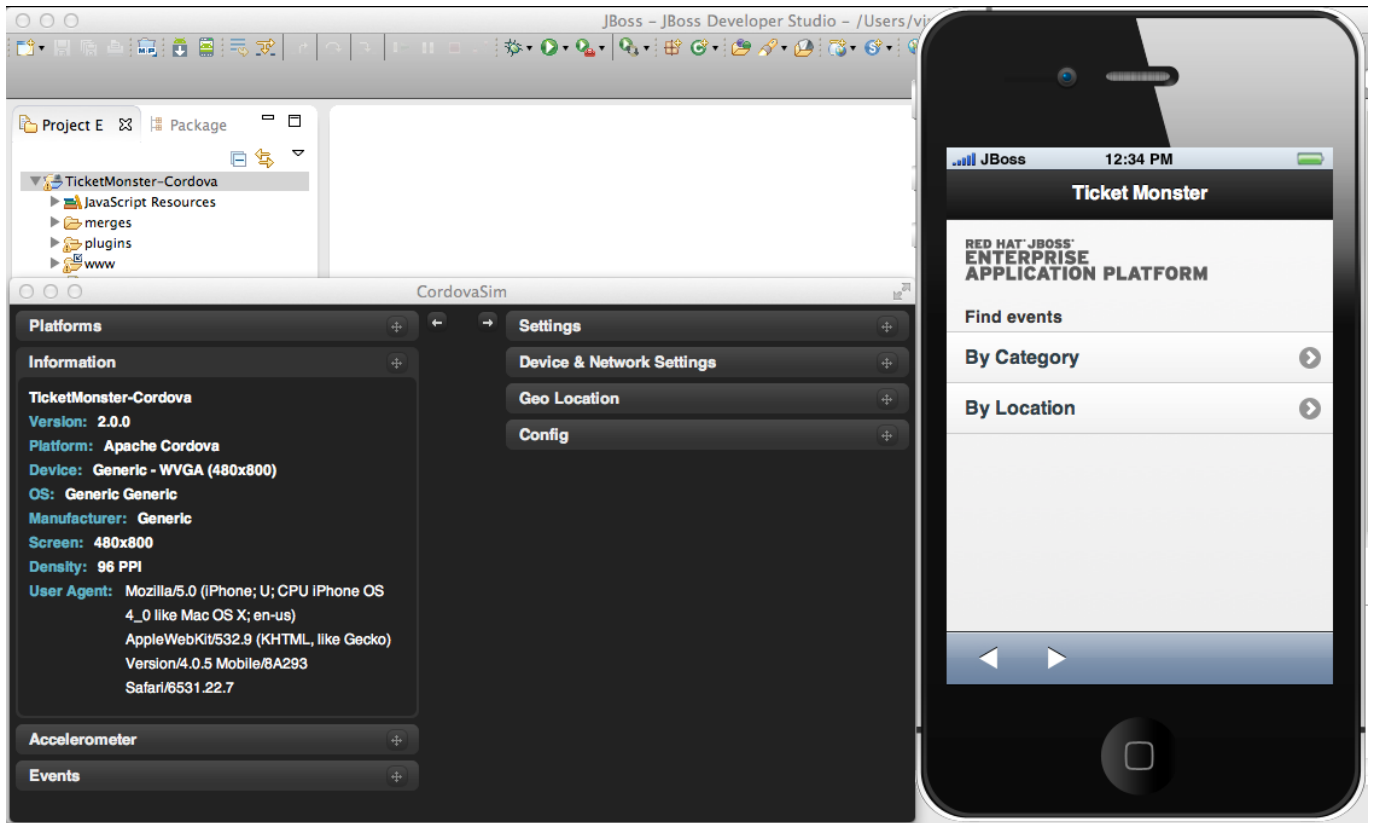 JBoss – JBoss Developer Studio – /Users/vi
Project E
Package
TicketMonster-Cordova
JavaScript Resources
merges
plugins
www
CordovaSim
Platforms
Information
TicketMonster-Cordova
Version: 2.0.0
Platform: Apache Cordova
Device: Generic - WVGA (480x800)
OS: Generic Generic
Manufacturer: Generic
Screen: 480x800
Density: 96 PPI
User Agent: Mozilla/5.0 (iPhone; U; CPU iPhone OS
4_0 like Mac OS X; en-us)
AppleWebKit/532.9 (KHTML, like Gecko)
Version/4.0.5 Mobile/8A293
Safari/6531.22.7
Accelerometer
Events
Settings
Device & Network Settings
Geo Location
Config
JBoss 12:34 PM
Ticket Monster
RED HAT® JBOSS®
ENTERPRISE
APPLICATION PLATFORM
Find events
By Category
By Location